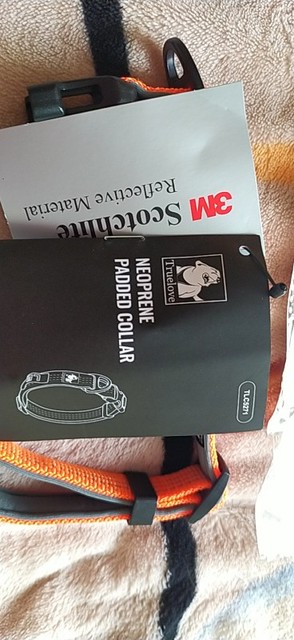 3M
Scotchlite
Reflective Material
Truelove
NEOPRENE
PADDED COLLAR
TLC5271